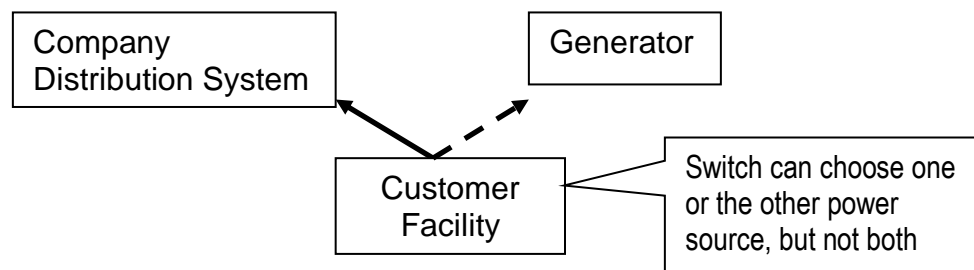 Company
Distribution System
Generator
Customer
Facility
Switch can choose one
or the other power
source, but not both